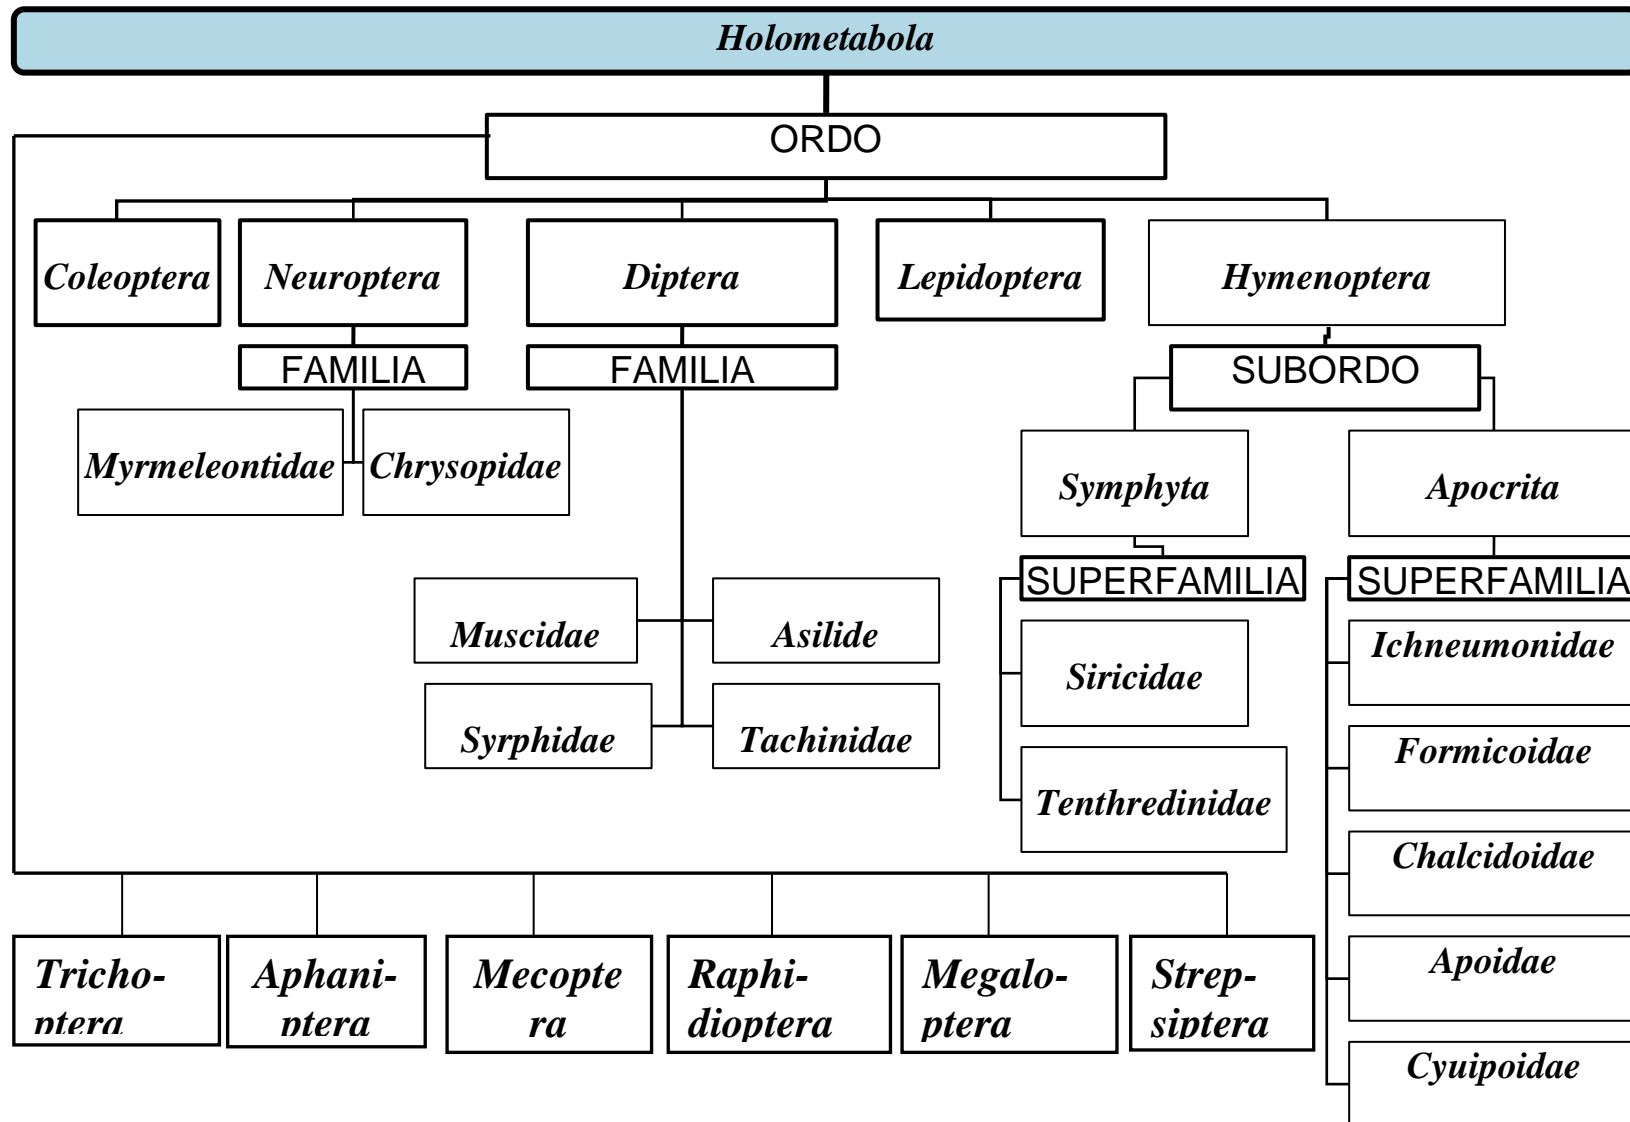 Holometabola
ORDO
Coleoptera
Neuroptera
Diptera
Lepidoptera
Hymenoptera
FAMILIA
FAMILIA
SUBORDO
Myrmeleontidae
Chrysopidae
Symphyta
Apocrita
SUPERFAMILIA
SUPERFAMILIA
Muscidae
Asilide
Syrphidae
Tachinidae
Siricidae
Tenthredinidae
Ichneumonidae
Formicoidae
Chalcidoidae
Apoidae
Cyuipoidae
Tricho-
ptera
Aphani-
ptera
Mecopte
ra
Raphi-
dioptera
Megalo-
ptera
Strep-
siptera